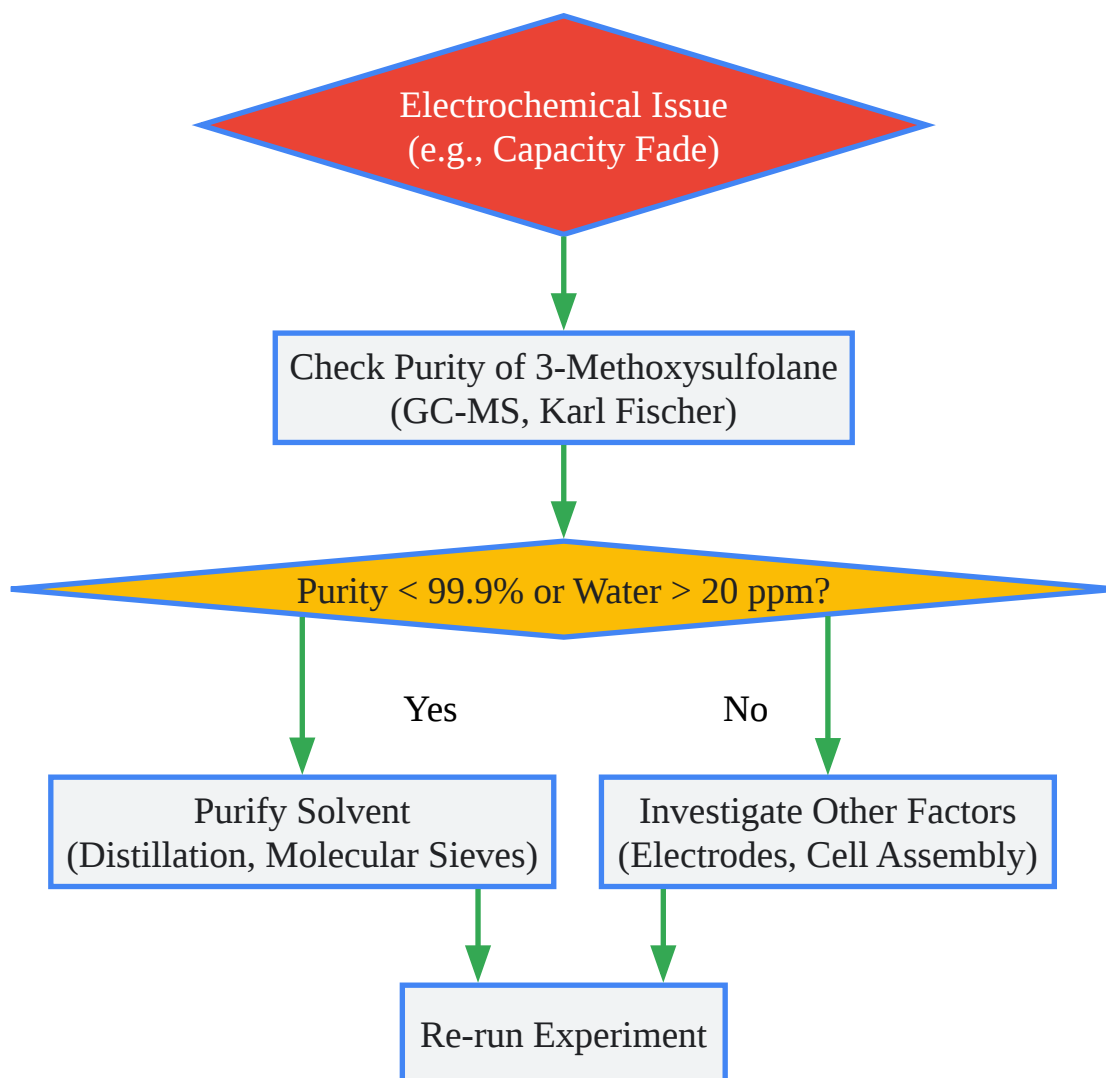 Electrochemical Issue
(e.g., Capacity Fade)
Check Purity of 3-Methoxysulfolane
(GC-MS, Karl Fischer)
Purity < 99.9% or Water > 20 ppm?
Yes
No
Purify Solvent
(Distillation, Molecular Sieves)
Investigate Other Factors
(Electrodes, Cell Assembly)
Re-run Experiment